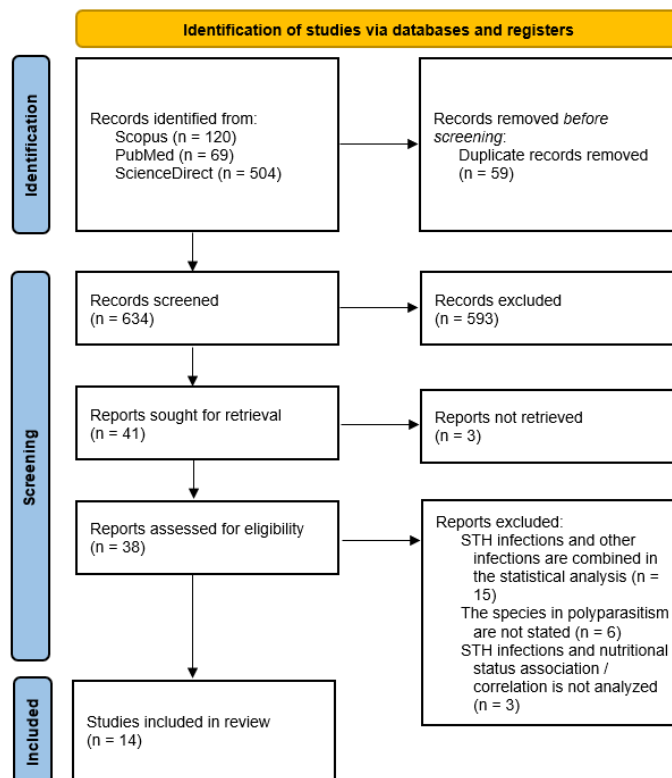 Identification of studies via databases and registers
Identification
Records identified from:
Scopus (n = 120)
PubMed (n = 69)
ScienceDirect (n = 504)
Records removed before
screening:
Duplicate records removed
(n = 59)
Screening
Records screened
(n = 634)
Records excluded
(n = 593)
Reports sought for retrieval
(n = 41)
Reports not retrieved
(n = 3)
Reports assessed for eligibility
(n = 38)
Reports excluded:
STH infections and other
infections are combined in
the statistical analysis (n =
15)
The species in polyparasitism
are not stated (n = 6)
STH infections and nutritional
status association /
correlation is not analyzed
(n = 3)
Included
Studies included in review
(n = 14)